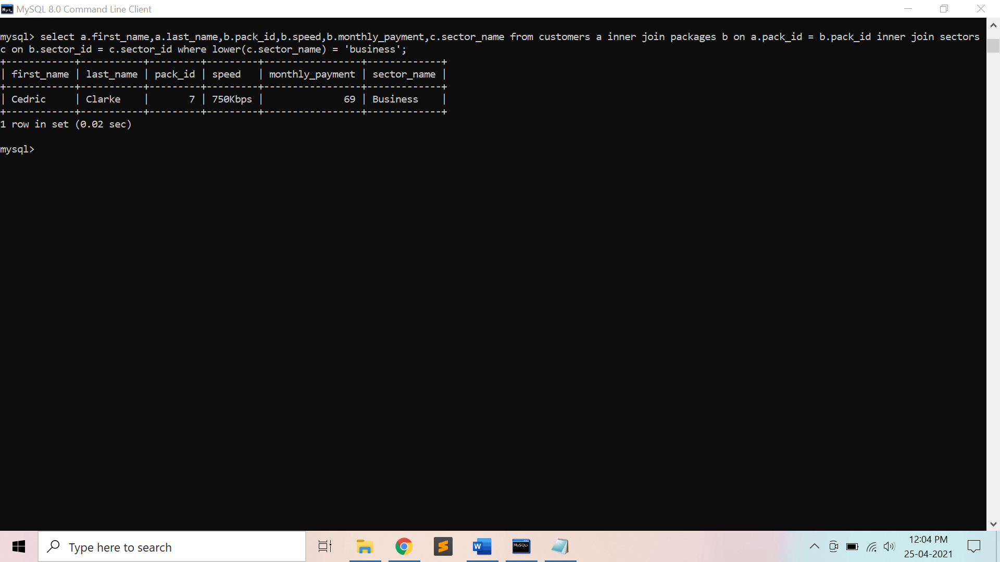 MySQL 8.0 Command Line Client
mysql> select a.first_name,a.last_name,b.pack_id,b.speed,b.monthly_payment,c.sector_name from customers a inner join packages b on a.pack_id = b.pack_id inner join sectors
c on b.sector_id = c.sector_id where lower(c.sector_name) = 'business';
+------------+-----------+---------+---------+-----------------+-------------+
| first_name | last_name | pack_id | speed   | monthly_payment | sector_name |
+------------+-----------+---------+---------+-----------------+-------------+
| Cedric     | Clarke    |       7 | 750Kbps |              69 | Business    |
+------------+-----------+---------+---------+-----------------+-------------+
1 row in set (0.02 sec)
mysql>
Type here to search
W
MySQL>
12:04 PM
25-04-2021